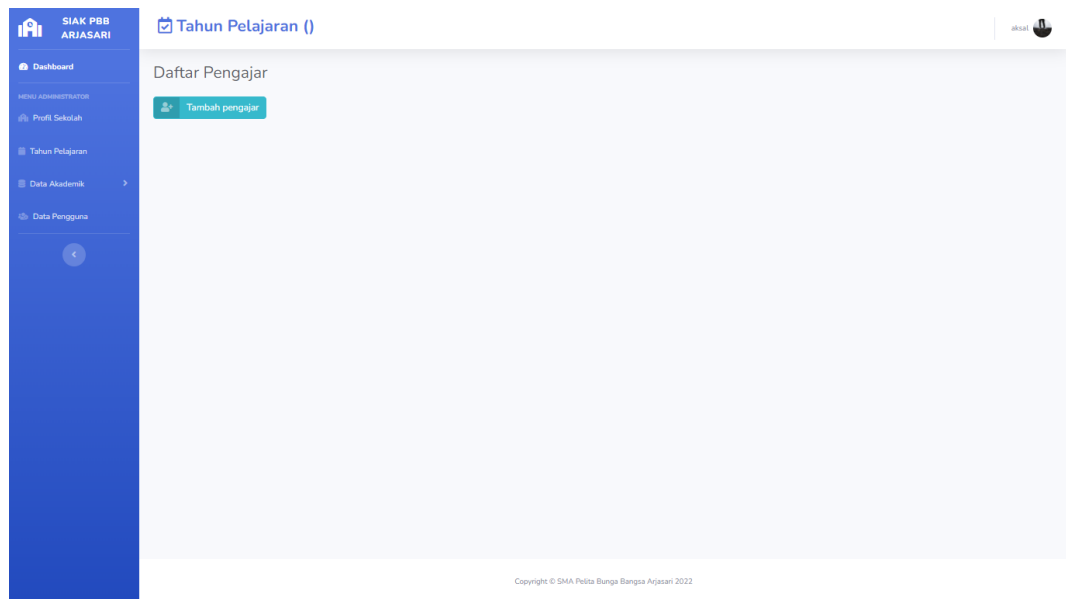 SIAK PBB
ARJASARI
Tahun Pelajaran ()
aksal
Dashboard
MENU ADMINISTRATOR
Profil Sekolah
Tahun Pelajaran
Data Akademik
Data Pengguna
Daftar Pengajar
Tambah pengajar
Copyright © SMA Pelita Bunga Bangsa Arjasari 2022